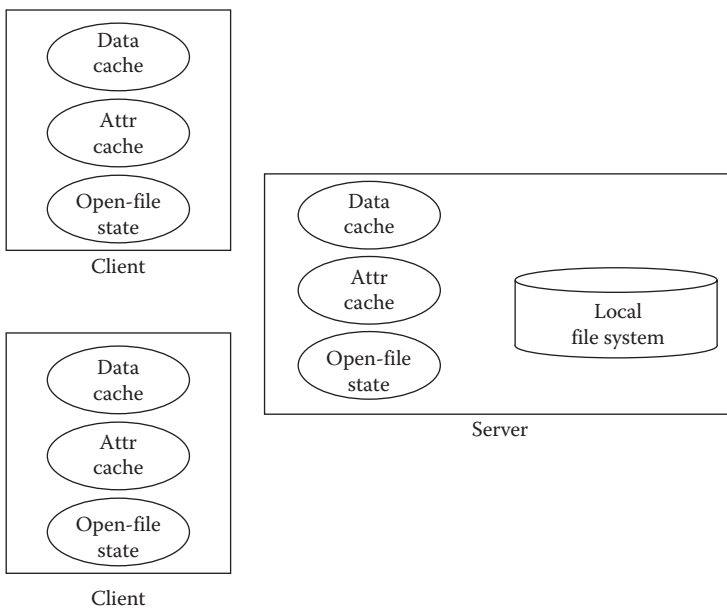 Data
cache
Attr
cache
Open-file
state
Client
Data
cache
Attr
cache
Open-file
state
Local
file system
Server
Data
cache
Attr
cache
Open-file
state
Client